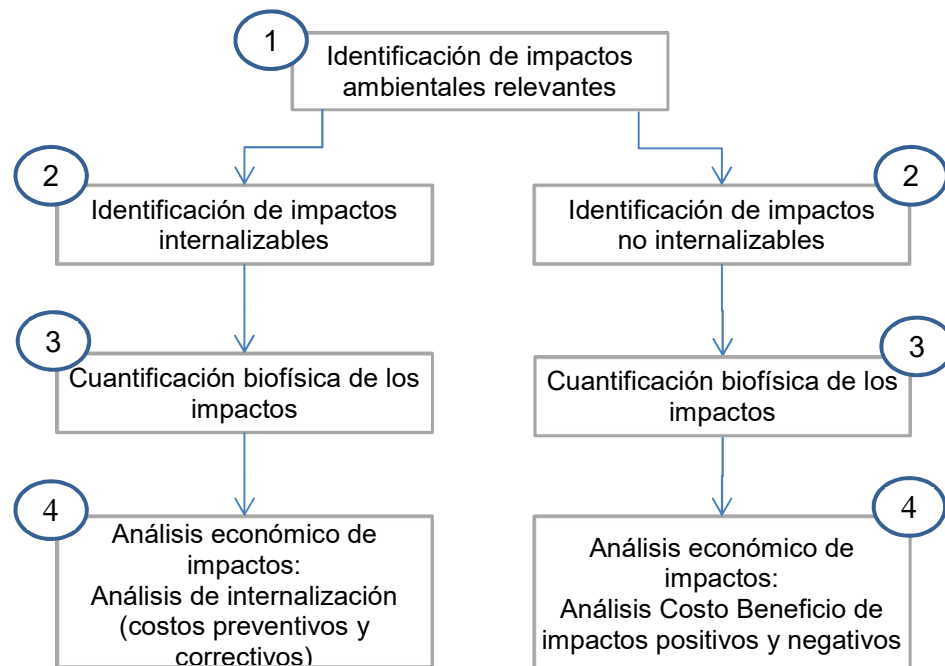 1
Identificación de impactos
ambientales relevantes
2
Identificación de impactos
internalizables
2
Identificación de impactos
no internalizables
3
Cuantificación biofísica de los
impactos
3
Cuantificación biofísica de los
impactos
4
Análisis económico de
impactos:
Análisis de internalización
(costos preventivos y
correctivos)
4
Análisis económico de
impactos:
Análisis Costo Beneficio de
impactos positivos y negativos